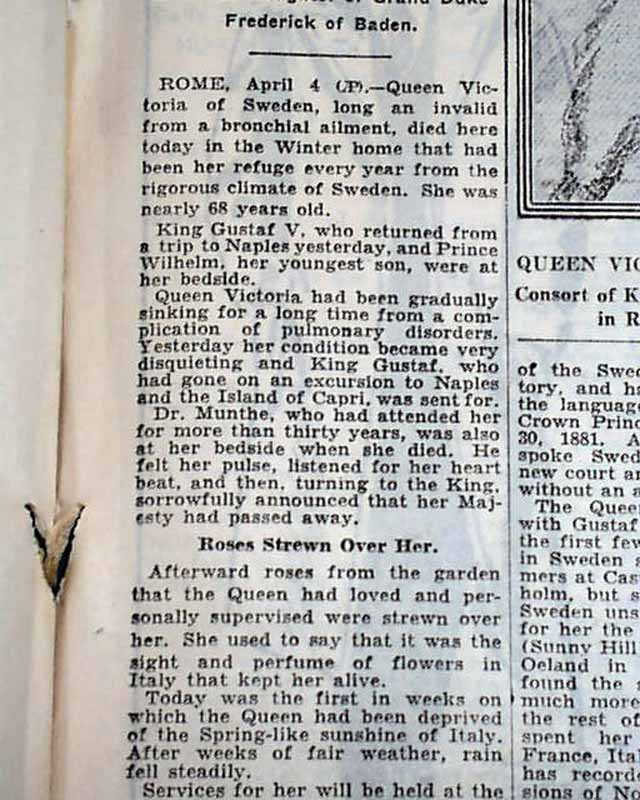 of Grand Duke
Frederick of Baden.
ROME, April 4 (AP).—Queen Vic-
toria of Sweden, long an invalid
from a bronchial ailment, died here
today in the Winter home that had
been her refuge every year from the
rigorous climate of Sweden. She was
nearly 68 years old.
King Gustaf V, who returned from
a trip to Naples yesterday, and Prince
Wilhelm, her youngest son, were at
her bedside.
Queen Victoria had been gradually
sinking for a long time from a com-
plication of pulmonary disorders.
Yesterday her condition became very
disquieting and King Gustaf, who
had gone on an excursion to Naples
and the Island of Capri, was sent for.
Dr. Munthe, who had attended her
for more than thirty years, was also
at her bedside when she died. He
felt her pulse, listened for her heart
beat, and then, turning to the King,
sorrowfully announced that her Maj-
esty had passed away.
Roses Strewn Over Her.
Afterward roses from the garden
that the Queen had loved and per-
sonally supervised were strewn over
her. She used to say that it was the
sight and perfume of flowers in
Italy that kept her alive.
Today was the first in weeks on
which the Queen had been deprived
of the Spring-like sunshine of Italy.
After weeks of fair weather, rain
fell steadily.
Services for her will be held at the
QUEEN VIC
Consort of K
in R
of the Swed
tory, and ha
the language
Crown Princ
30, 1881. A
spoke Swed
new court an
without an a
The Queen
with Gustaf
the first few
in Sweden a
mers at Cas
holm, but s
Sweden uns
for her the
(Sunny Hill
Oeland in
found the
much more
the rest of
spent her
France, Ital
has recorde
sions of No